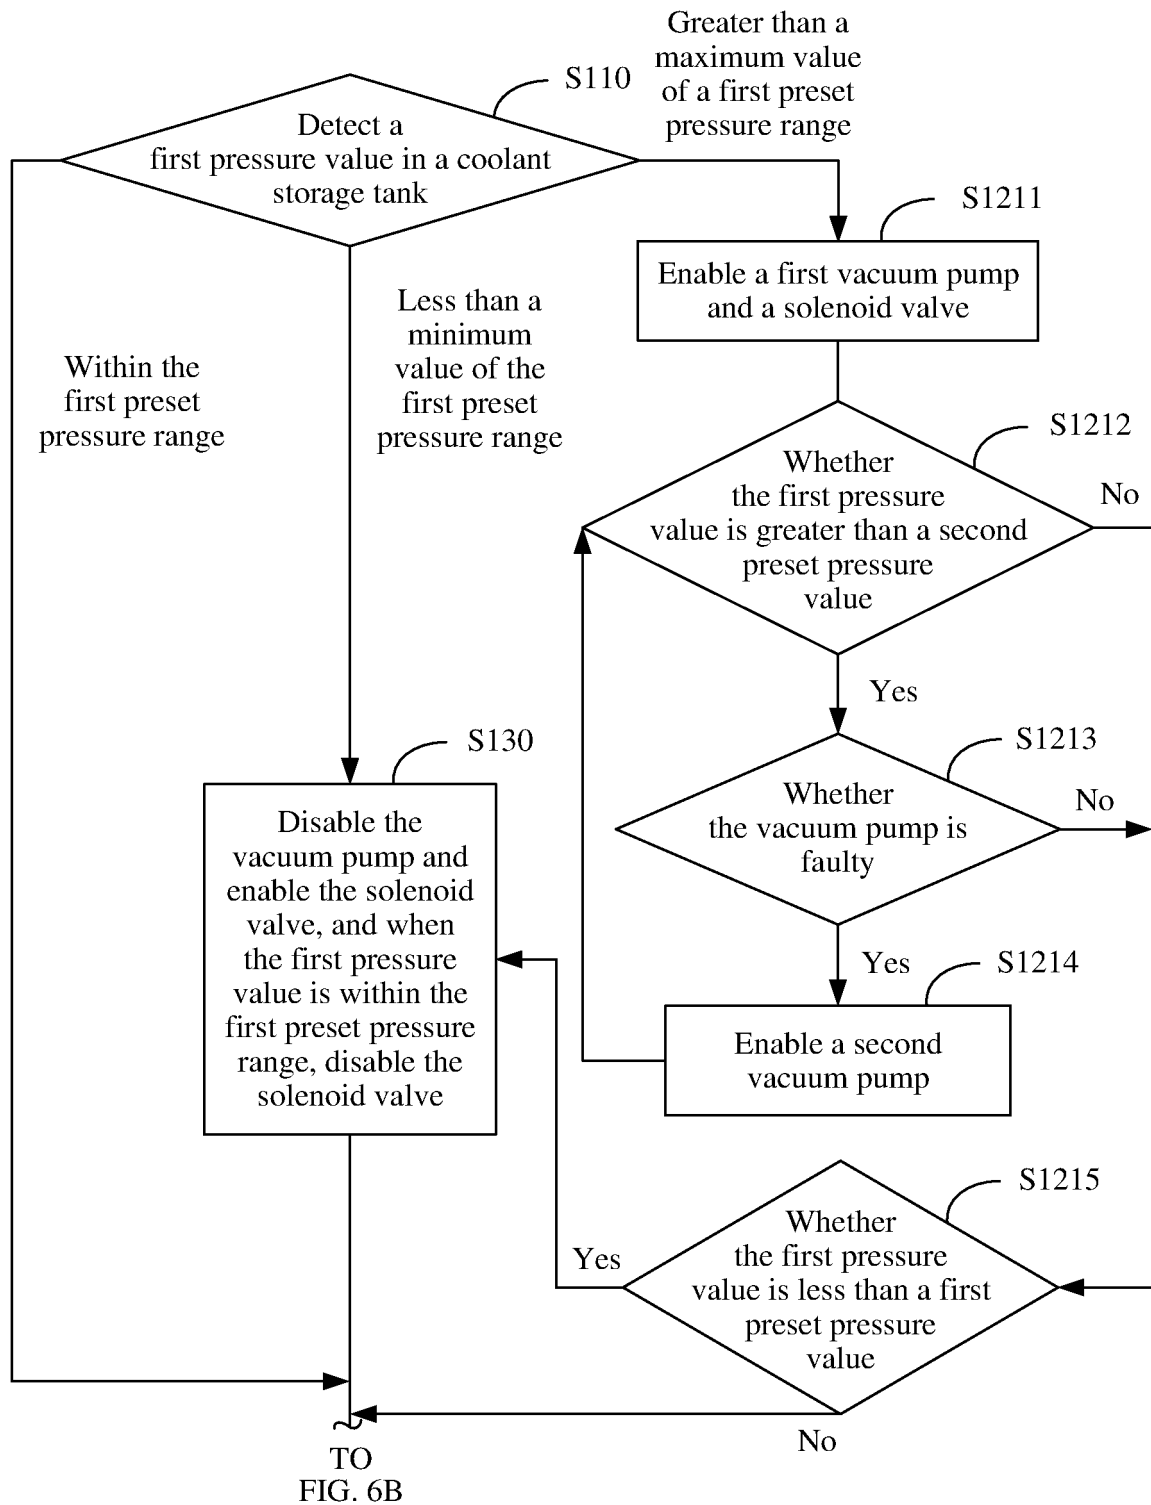 Greater than a
maximum value
of a first preset
pressure range
S110
Detect a
first pressure value in a coolant
storage tank
S1211
Enable a first vacuum pump
and a solenoid valve
Within the
first preset
pressure range
Less than a
minimum
value of the
first preset
pressure range
S1212
Whether
the first pressure
value is greater than a second
preset pressure
value
No
Yes
S1213
Whether
the vacuum pump is
faulty
No
Yes
S130
Disable the
vacuum pump and
enable the solenoid
valve, and when
the first pressure
value is within the
first preset pressure
range, disable the
solenoid valve
S1214
Enable a second
vacuum pump
S1215
Whether
the first pressure
value is less than a first
preset pressure
value
Yes
No
TO
FIG. 6B